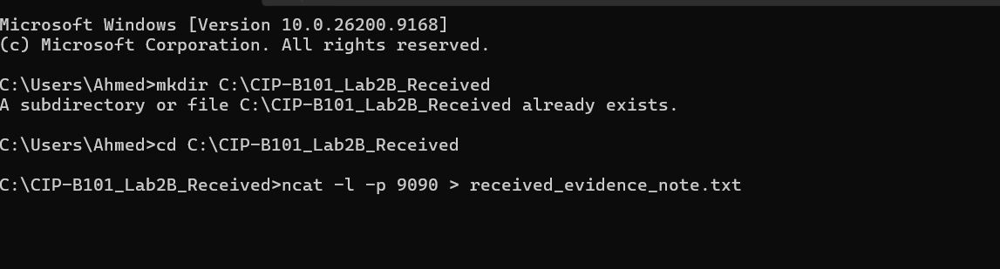 Microsoft Windows [Version 10.0.26200.9168]
(c) Microsoft Corporation. All rights reserved.
C:\Users\Ahmed>mkdir C:\CIP-B101_Lab2B_Received
A subdirectory or file C:\CIP-B101_Lab2B_Received already exists.
C:\Users\Ahmed>cd C:\CIP-B101_Lab2B_Received
C:\CIP-B101_Lab2B_Received>ncat -l -p 9090 > received_evidence_note.txt